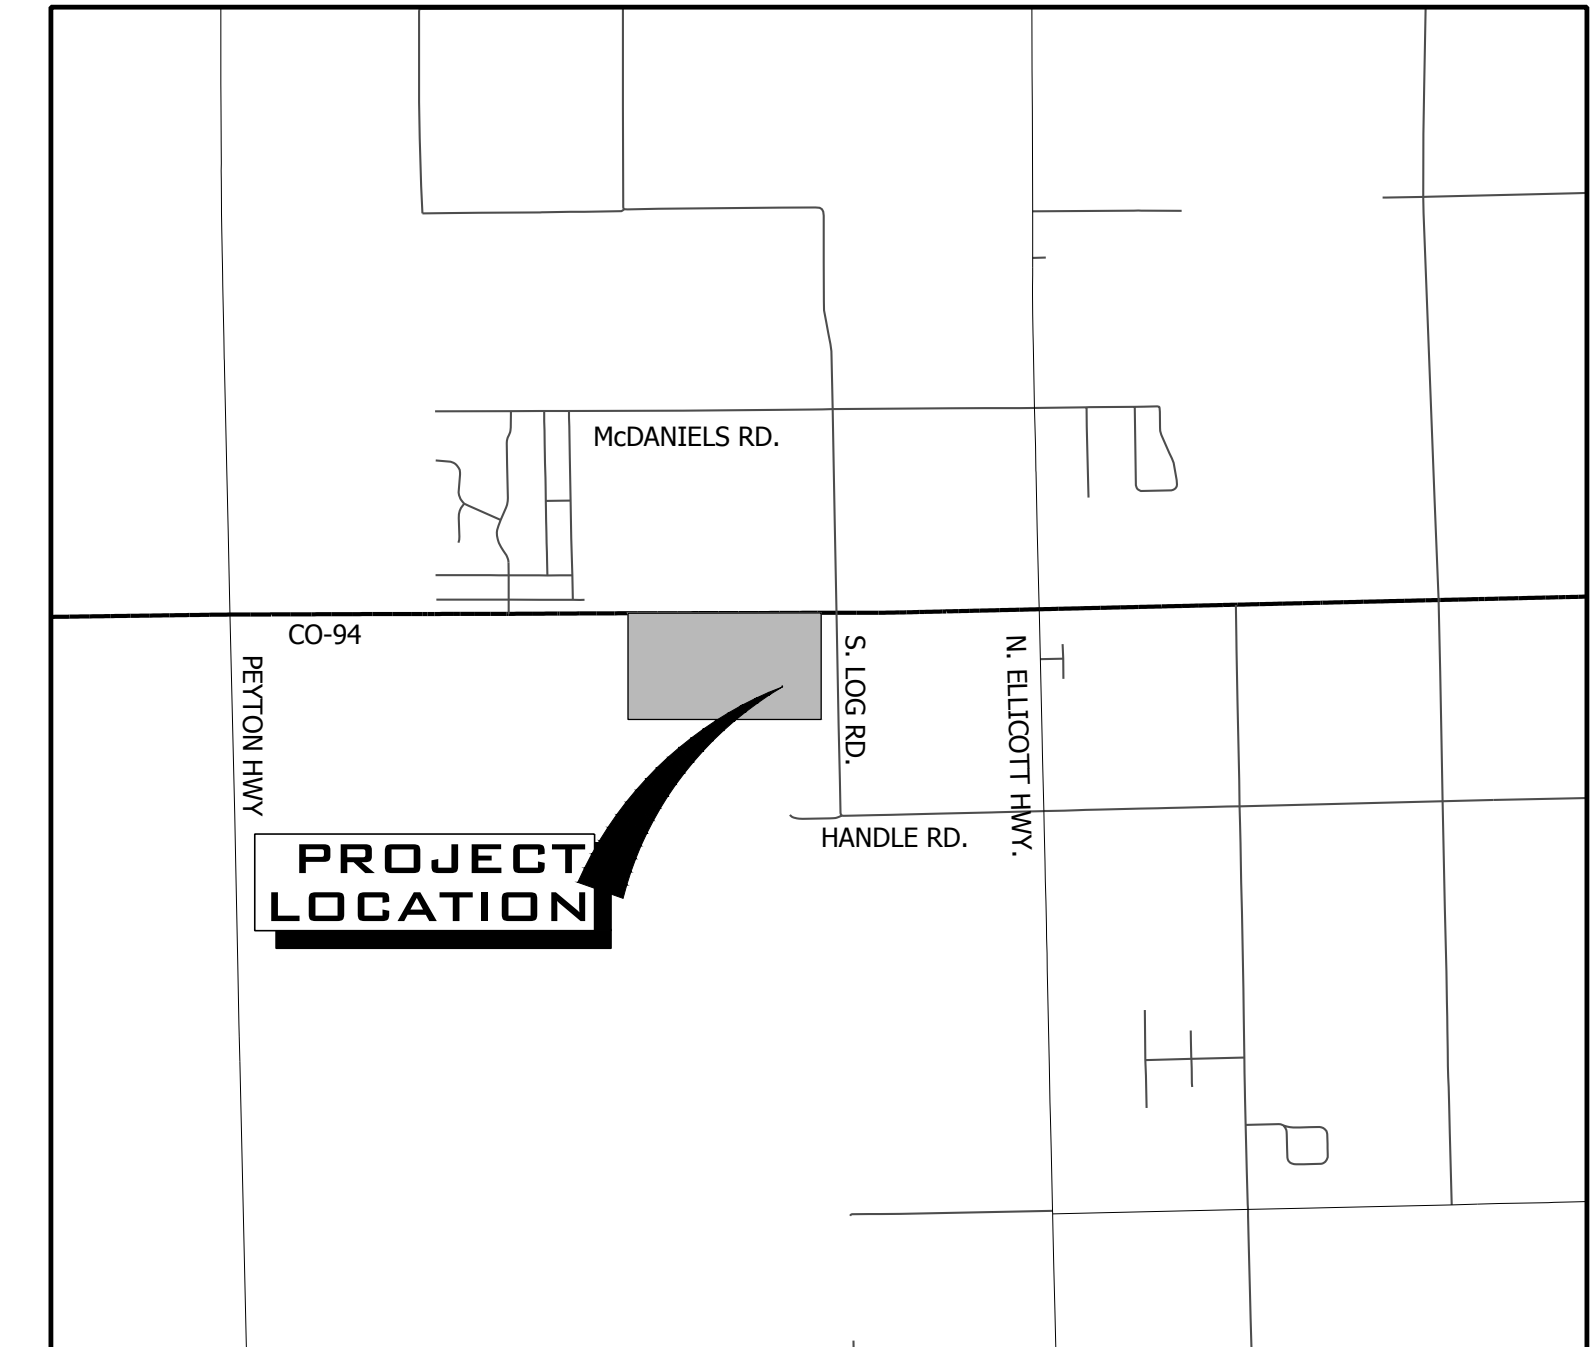 McDANIELS RD.
CO-94
PEYTON HWY
S. LOG RD.
N. ELLICOTT HWY.
HANDLE RD.
PROJECT
LOCATION